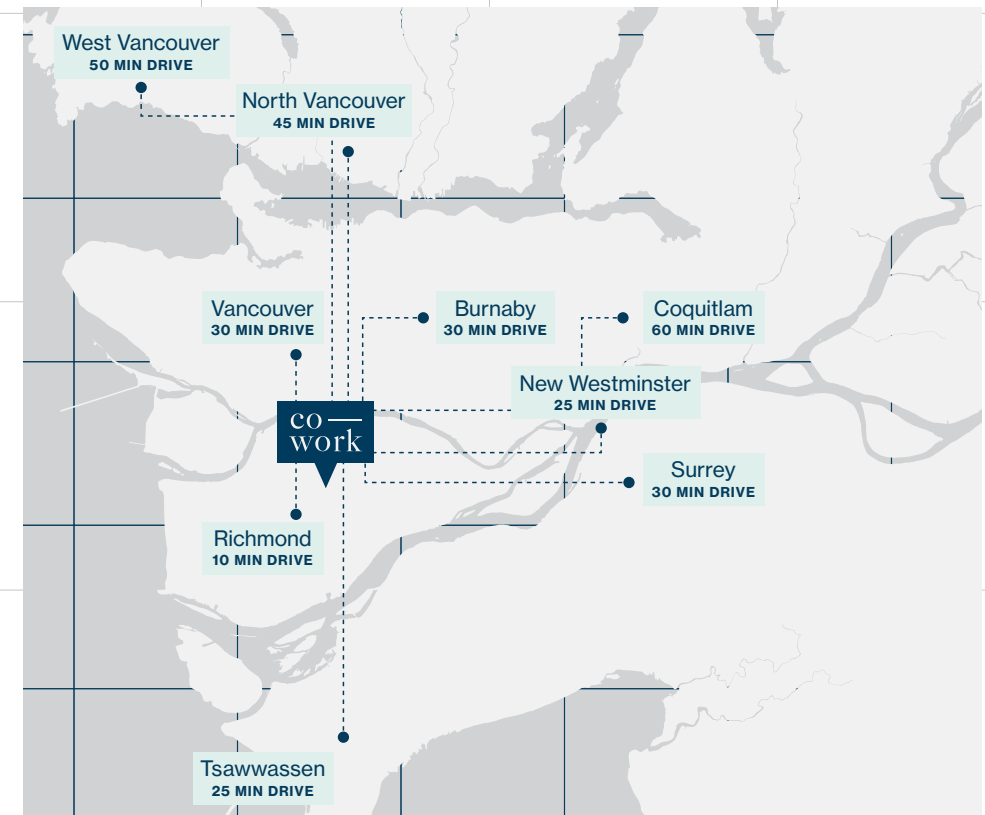 West Vancouver
50 MIN DRIVE
North Vancouver
45 MIN DRIVE
Vancouver
30 MIN DRIVE
Burnaby
30 MIN DRIVE
Coquitlam
60 MIN DRIVE
New Westminster
25 MIN DRIVE
co —
work
Surrey
30 MIN DRIVE
Richmond
10 MIN DRIVE
Tsawwassen
25 MIN DRIVE